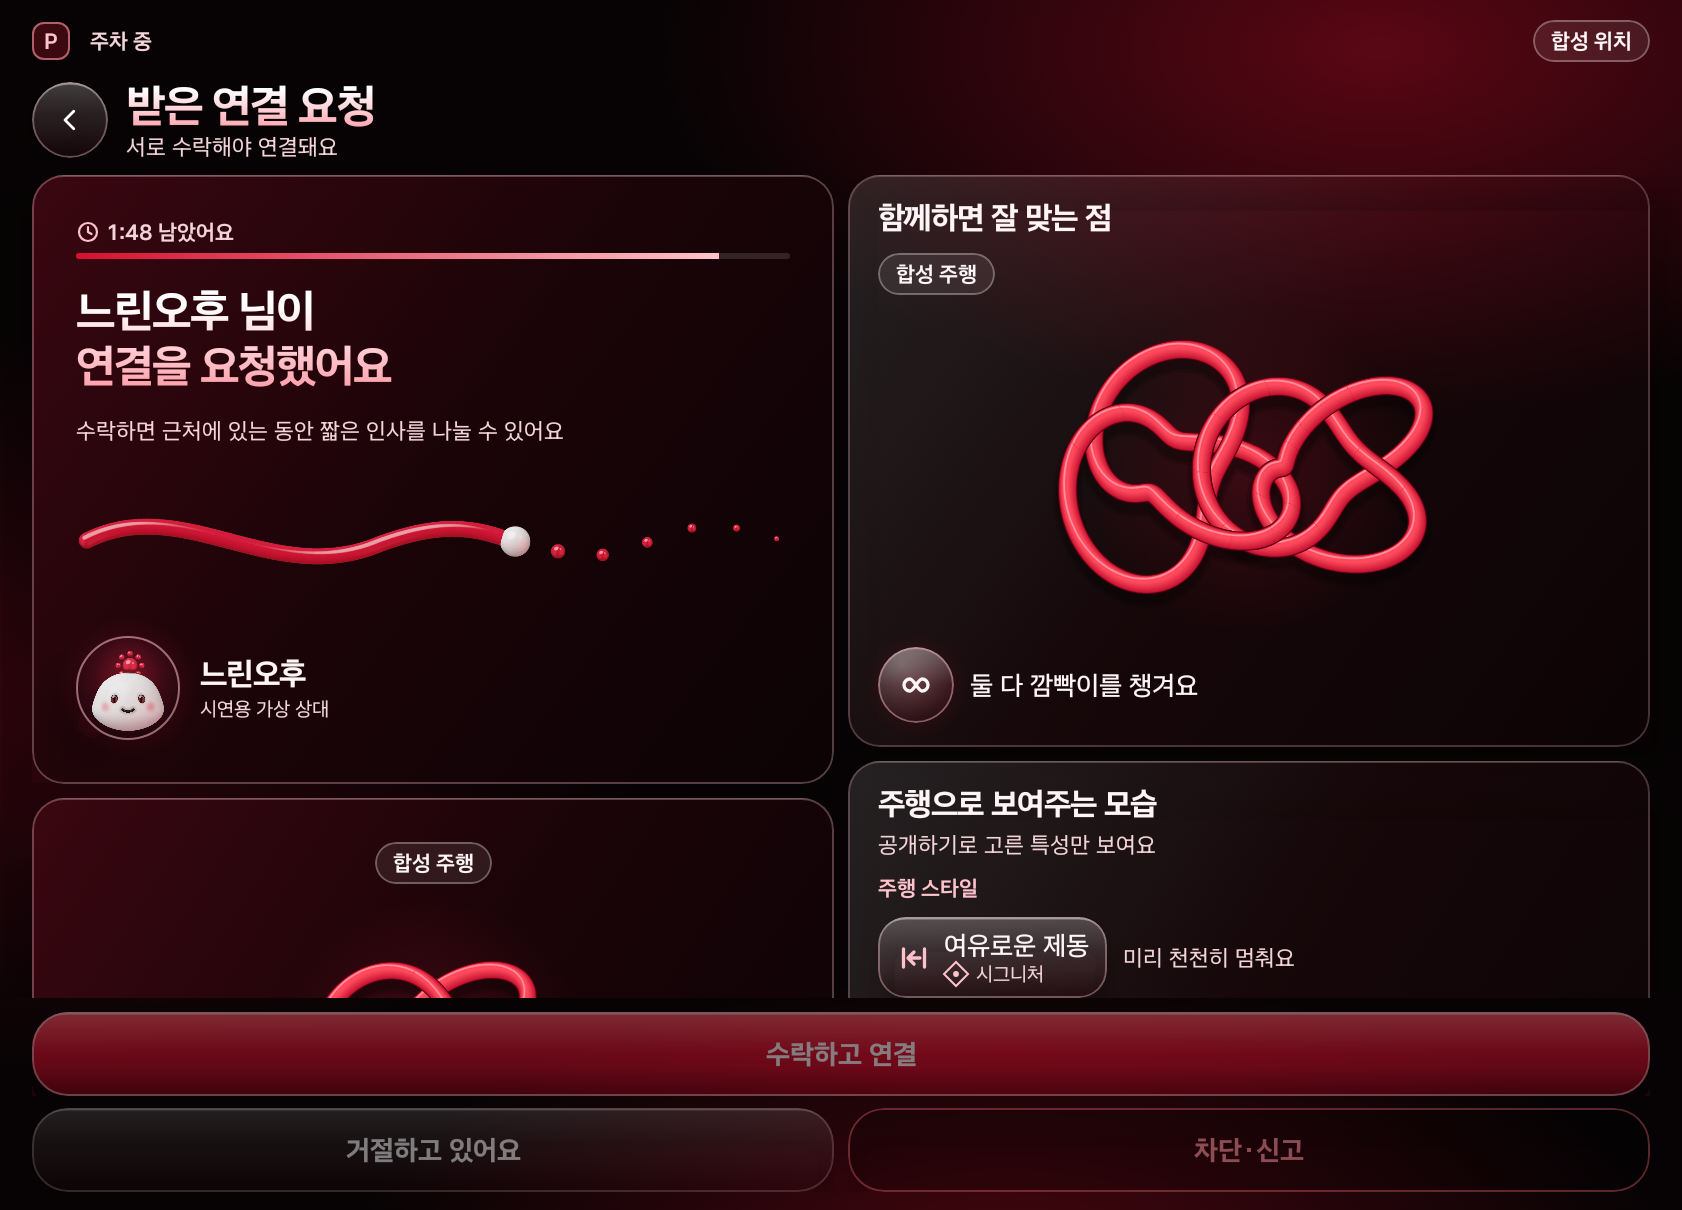 P 주차 중
합성 위치
받은 연결 요청
서로 수락해야 연결돼요
1:48 남았어요
느린오후 님이
연결을 요청했어요
수락하면 근처에 있는 동안 짧은 인사를 나눌 수 있어요
느린오후
시연용 가상 상대
합성 주행
함께하면 잘 맞는 점
합성 주행
둘 다 깜빡이를 챙겨요
주행으로 보여주는 모습
공개하기로 고른 특성만 보여요
주행 스타일
여유로운 제동
시그니처
미리 천천히 멈춰요
수락하고 연결
거절하고 있어요
차단·신고